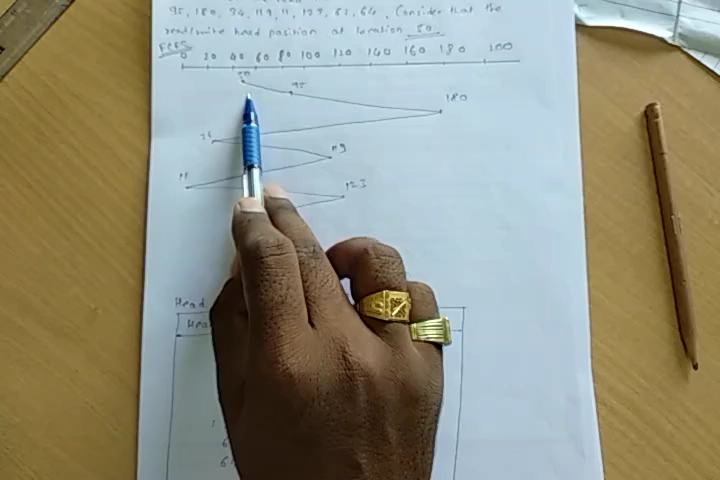 95, 180, 34, 119, 11, 123, 62, 64, Consider that the
read/write head position at location 50.
FCFS
0 20 40 60 80 100 120 140 160 180 200
50
95
180
34
119
11
123
Head
Hea